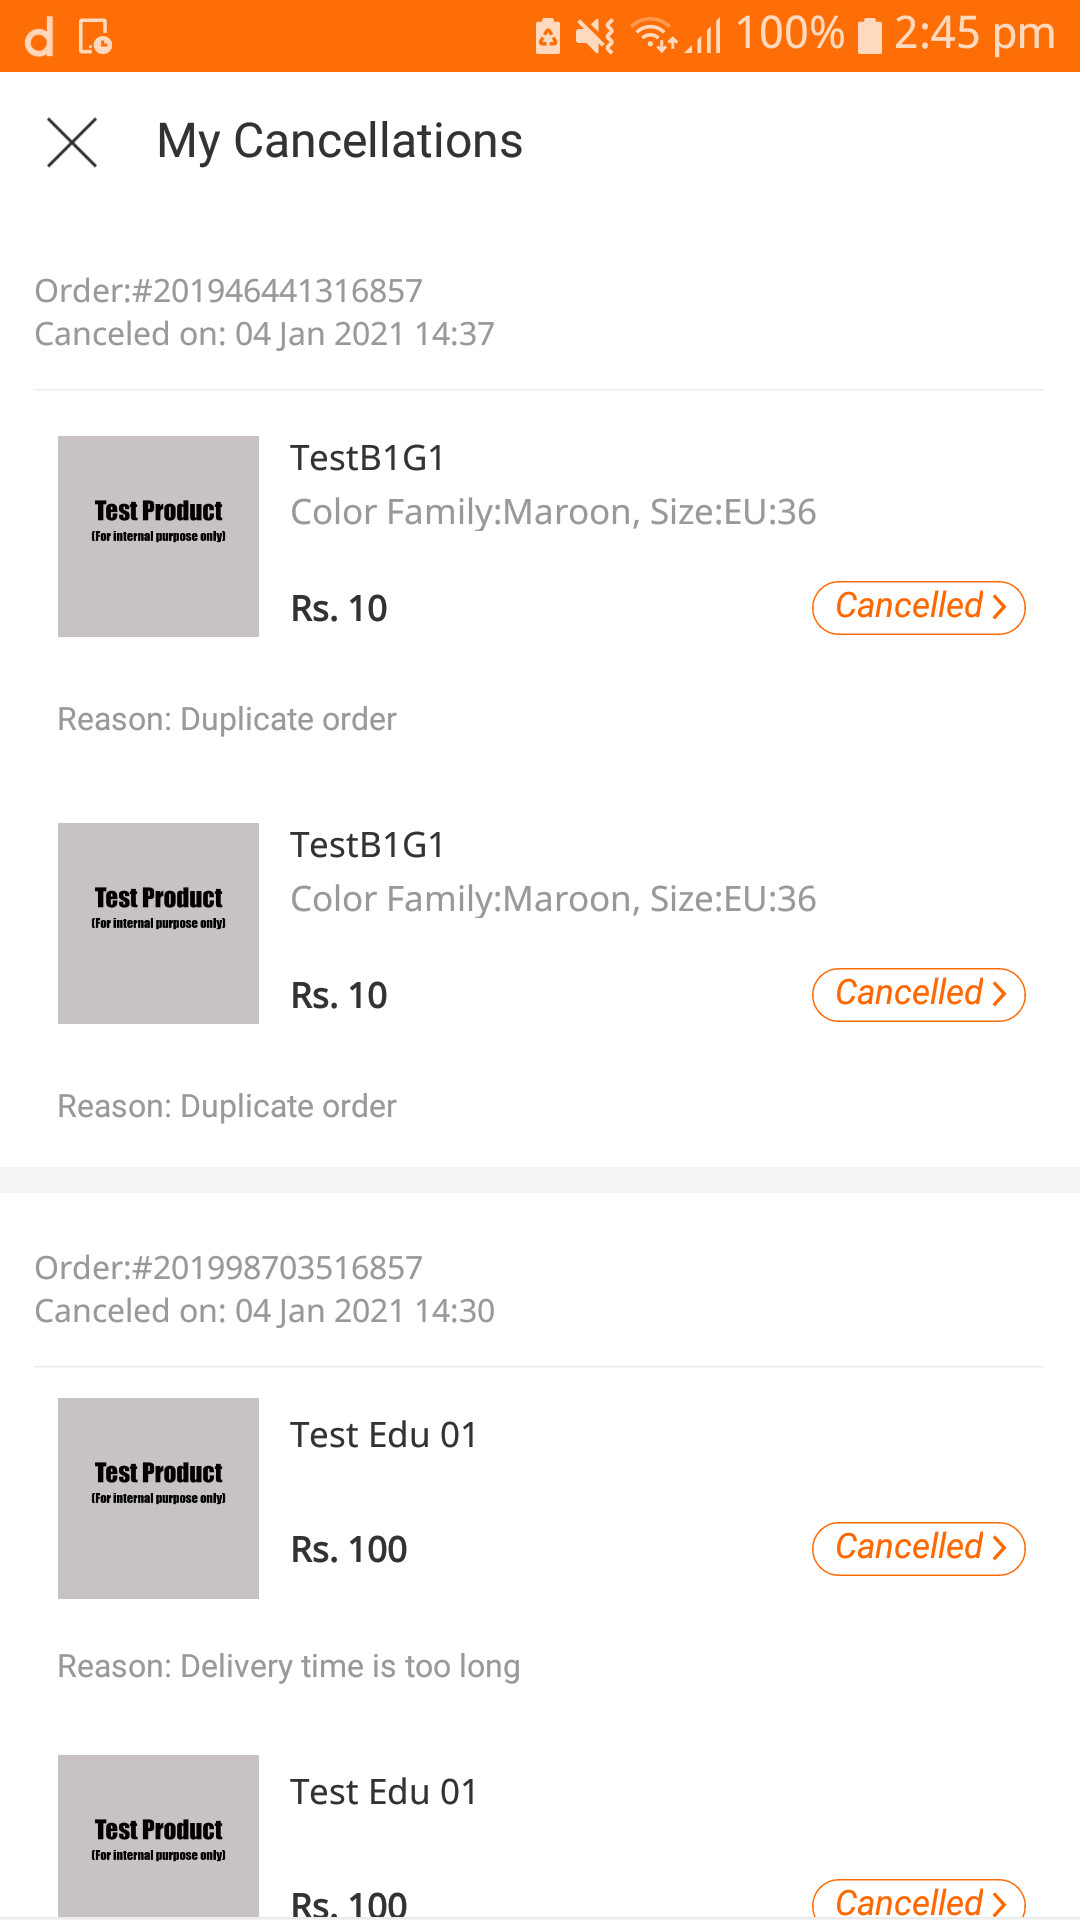 d 100% 2:45 pm
My Cancellations
Order:#201946441316857
Canceled on: 04 Jan 2021 14:37
Test Product
(For internal purpose only)
TestB1G1
Color Family:Maroon, Size:EU:36
Rs. 10
Cancelled >
Reason: Duplicate order
Test Product
(For internal purpose only)
TestB1G1
Color Family:Maroon, Size:EU:36
Rs. 10
Cancelled >
Reason: Duplicate order
Order:#201998703516857
Canceled on: 04 Jan 2021 14:30
Test Product
(For internal purpose only)
Test Edu 01
Rs. 100
Cancelled >
Reason: Delivery time is too long
Test Product
(For internal purpose only)
Test Edu 01
Rs. 100
Cancelled >